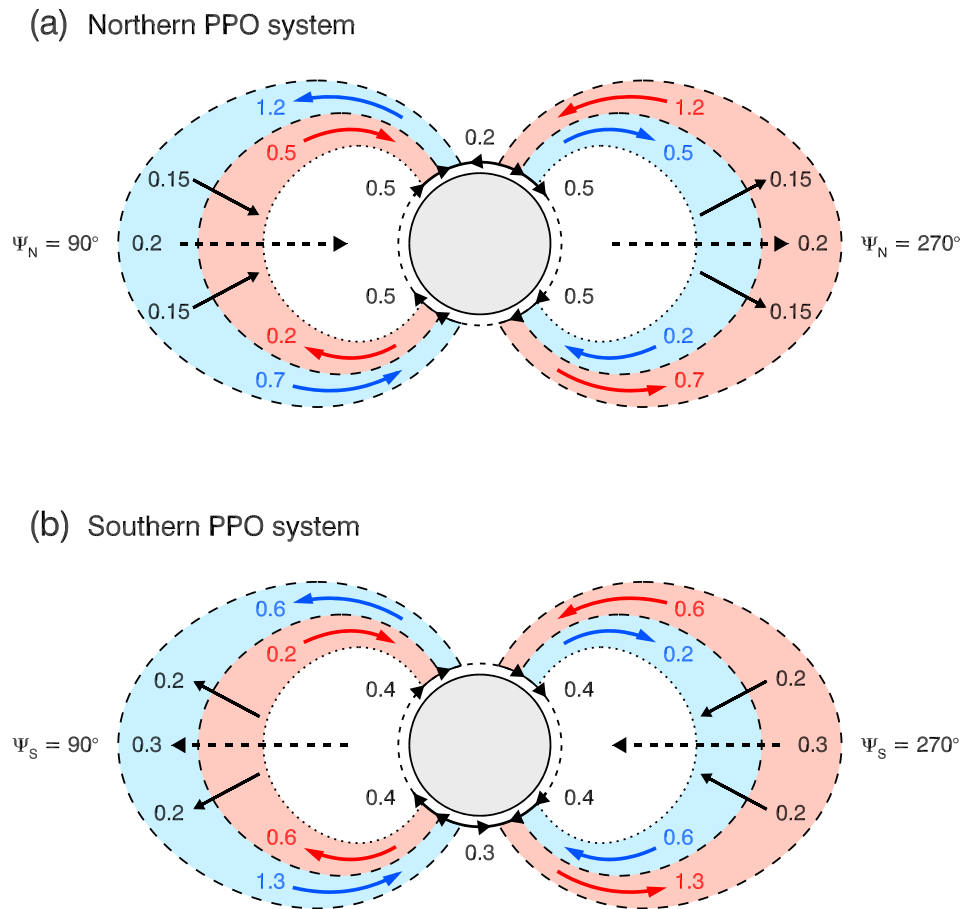 (a) Northern PPO system
1.2 0.2 1.2
0.5 0.5
0.15 0.5 0.5 0.15
Ψ_N = 90° 0.2 0.2 Ψ_N = 270°
0.15 0.5 0.5 0.15
0.2 0.2
0.7 0.7
(b) Southern PPO system
0.6 0.6
0.2 0.2
0.2 0.4 0.4 0.2
Ψ_S = 90° 0.3 0.3 Ψ_S = 270°
0.2 0.4 0.4 0.2
0.6 0.3 0.6
1.3 1.3